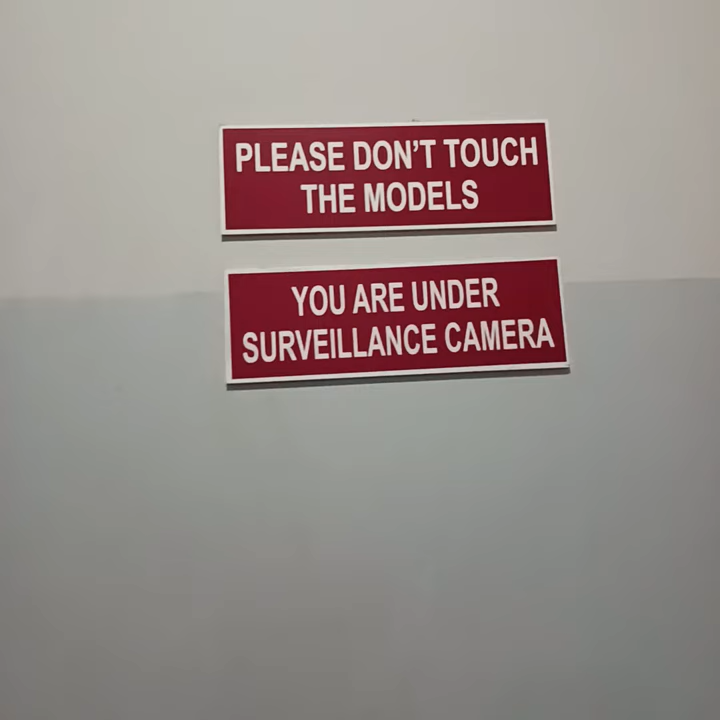 PLEASE DON'T TOUCH
THE MODELS
YOU ARE UNDER
SURVEILLANCE CAMERA